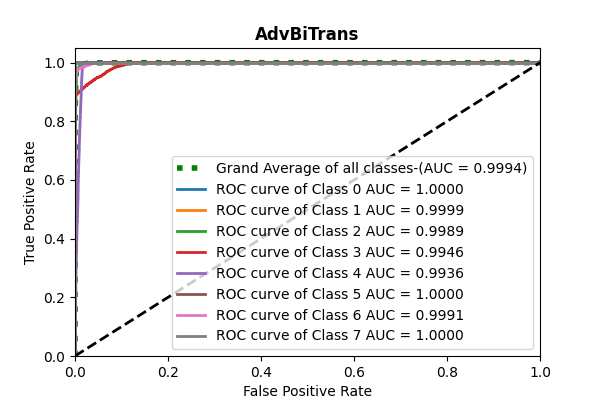 AdvBiTrans
True Positive Rate
1.0
0.8
0.6
0.4
0.2
0.0
Grand Average of all classes-(AUC = 0.9994)
ROC curve of Class 0 AUC = 1.0000
ROC curve of Class 1 AUC = 0.9999
ROC curve of Class 2 AUC = 0.9989
ROC curve of Class 3 AUC = 0.9946
ROC curve of Class 4 AUC = 0.9936
ROC curve of Class 5 AUC = 1.0000
ROC curve of Class 6 AUC = 0.9991
ROC curve of Class 7 AUC = 1.0000
0.0 0.2 0.4 0.6 0.8 1.0
False Positive Rate